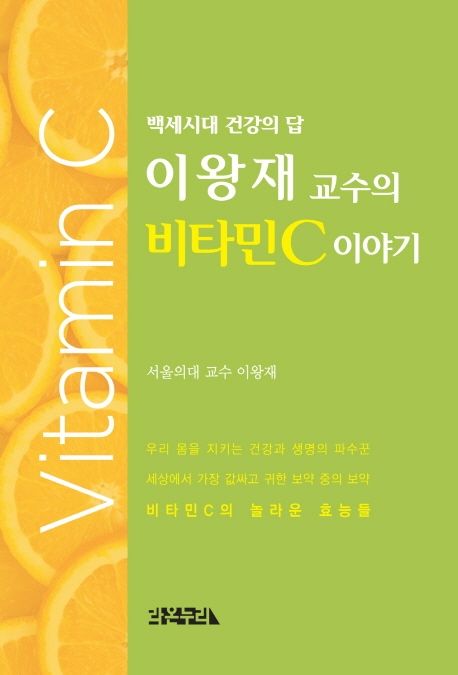 Vitamin C
백세시대 건강의 답
이왕재 교수의
비타민C 이야기
서울의대 교수 이왕재
우리 몸을 지키는 건강과 생명의 파수꾼
세상에서 가장 값싸고 귀한 보약 중의 보약
비타민C의 놀라운 효능들